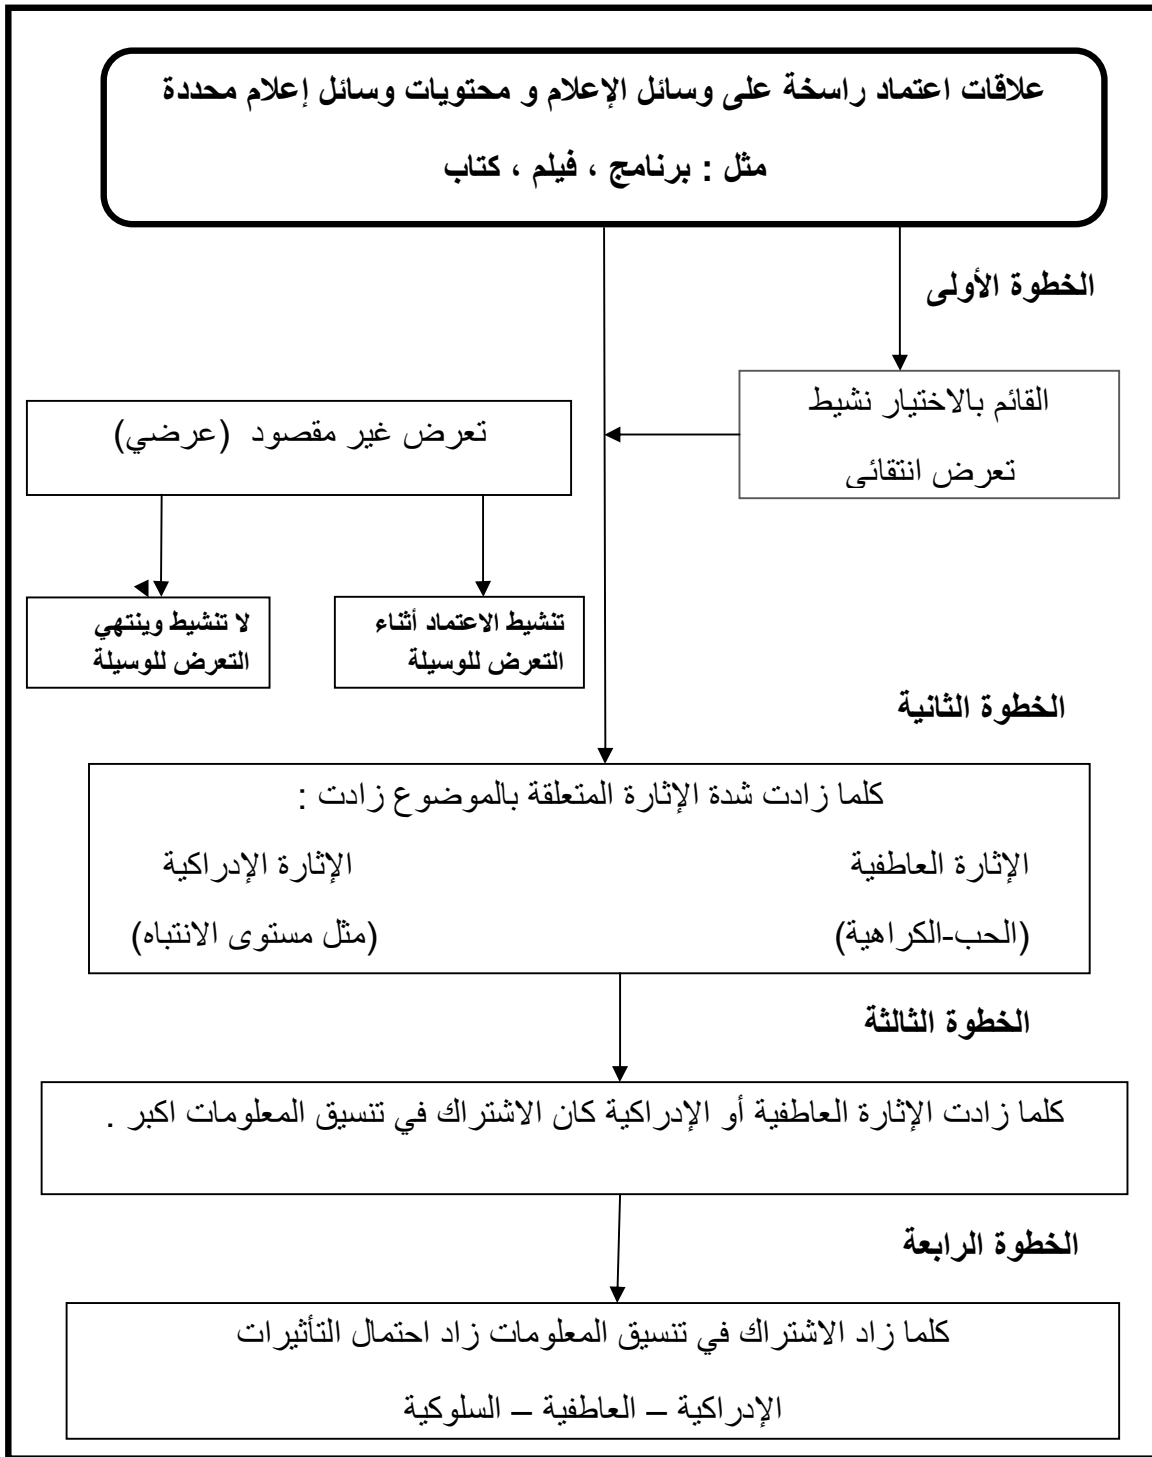 علاقات اعتماد راسخة على وسائل الإعلام و محتويات وسائل إعلام محددة
مثل : برنامج ، فيلم ، كتاب
الخطوة الأولى
القائم بالاختيار نشيط
تعرض انتقائي
تعرض غير مقصود (عرضي)
تنشيط الاعتماد أثناء
التعرض للوسيلة
لا تنشيط وينتهي
التعرض للوسيلة
الخطوة الثانية
كلما زادت شدة الإثارة المتعلقة بالموضوع زادت :
الإثارة العاطفية
الإثارة الإدراكية
(الحب-الكراهية)
(مثل مستوى الانتباه)
الخطوة الثالثة
كلما زادت الإثارة العاطفية أو الإدراكية كان الاشتراك في تنسيق المعلومات اكبر .
الخطوة الرابعة
كلما زاد الاشتراك في تنسيق المعلومات زاد احتمال التأثيرات
الإدراكية – العاطفية – السلوكية